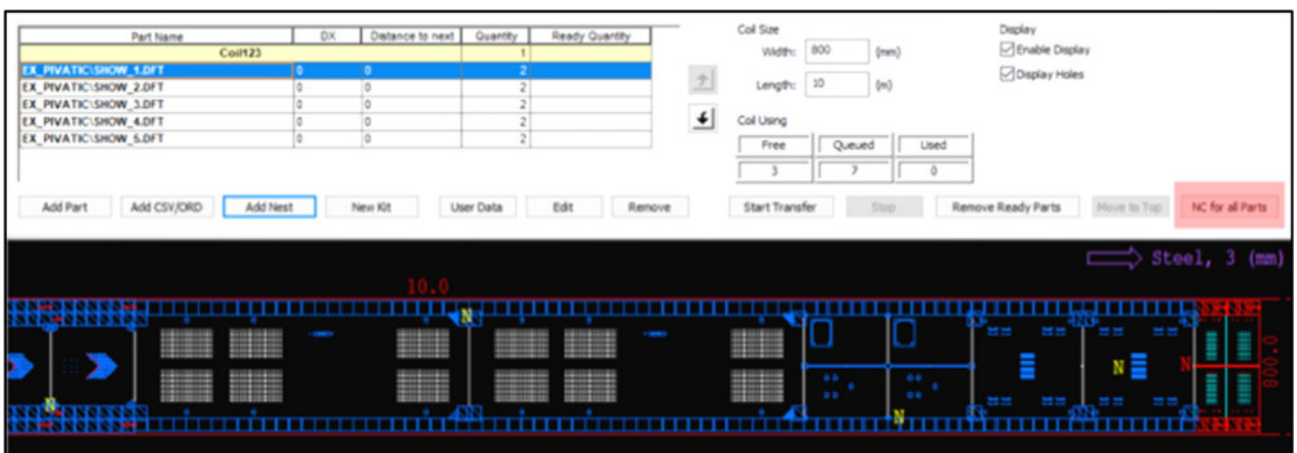 Part Name DX Distance to next Quantity Ready Quantity
Coil123 1
EX_PIVATIC\SHOW_1.DFT 0 0 2
EX_PIVATIC\SHOW_2.DFT 0 0 2
EX_PIVATIC\SHOW_3.DFT 0 0 2
EX_PIVATIC\SHOW_4.DFT 0 0 2
EX_PIVATIC\SHOW_5.DFT 0 0 2
Coil Size
Width: 800 (mm)
Length: 10 (m)
Coil Using
Free Queued Used
3 7 0
Display
Enable Display
Display Holes
Add Part Add CSV/ORD Add Nest New Kit User Data Edit Remove Start Transfer Stop Remove Ready Parts Move to Top NC for all Parts
Steel, 3 (mm)
10.0
N
N
N
N
N
800.0